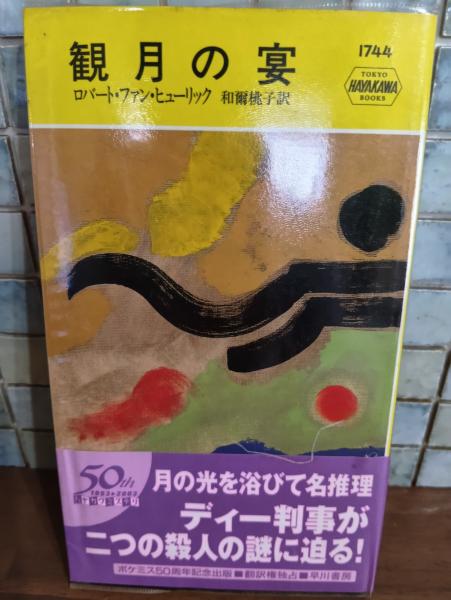 観月の宴
1744
ロバート・ファン・ヒューリック 和爾桃子訳
TOKYO
HAYAKAWA
BOOKS
50th
1953●2003
月の光を浴びて名推理
ディー判事が
二つの殺人の謎に迫る!
ポケミス50周年記念出版■翻訳権独占■早川書房